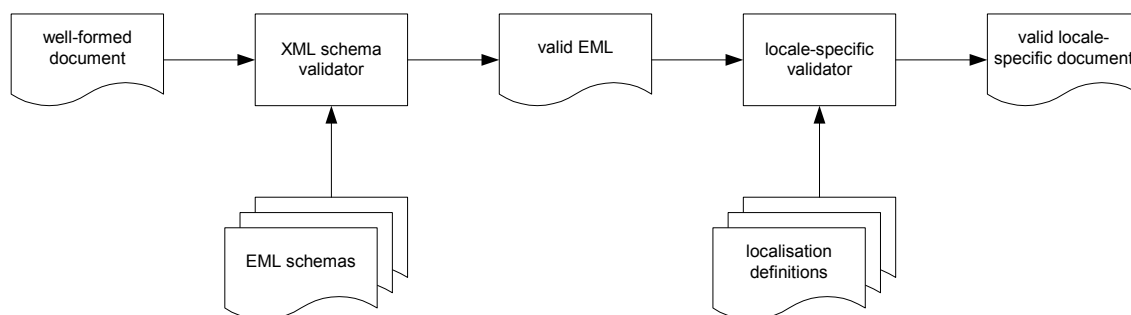 well-formed
document
XML schema
validator
valid EML
locale-specific
validator
valid locale-
specific document
EML schemas
localisation
definitions